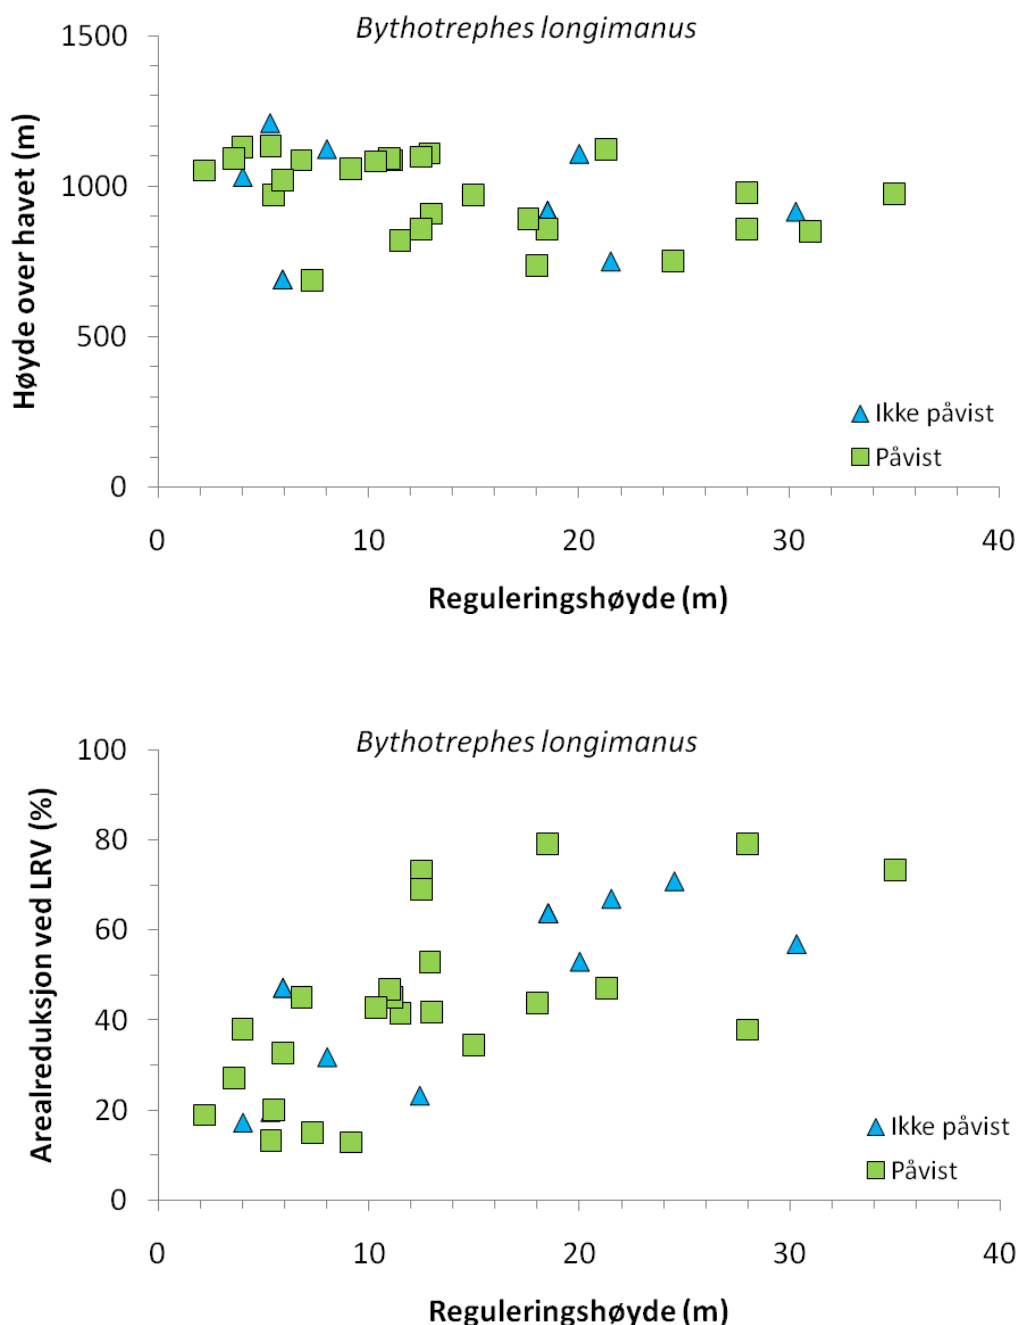 Bythotrephes longimanus
1500
1000
500
0
Høyde over havet (m)
Ikke påvist
Påvist
0 10 20 30 40
Reguleringshøyde (m)
Bythotrephes longimanus
100
80
60
40
20
0
Arealreduksjon ved LRV (%)
Ikke påvist
Påvist
0 10 20 30 40
Reguleringshøyde (m)